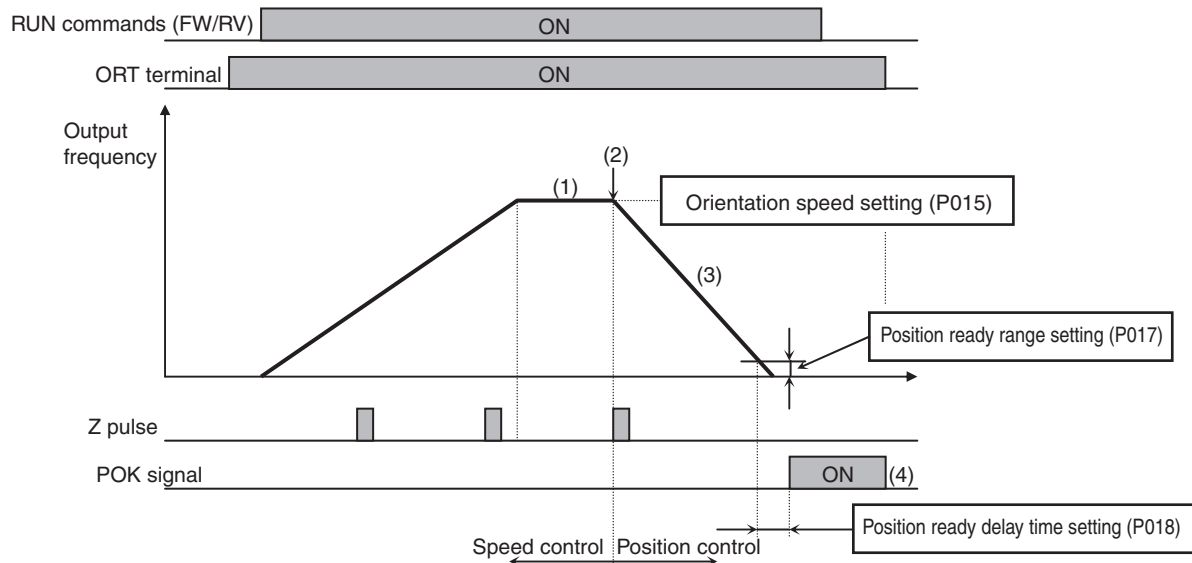 RUN commands (FW/RV)
ON
ORT terminal
ON
Output
frequency
(2)
(1)
Orientation speed setting (P015)
(3)
Position ready range setting (P017)
Z pulse
POK signal
ON
(4)
Position ready delay time setting (P018)
Speed control
Position control